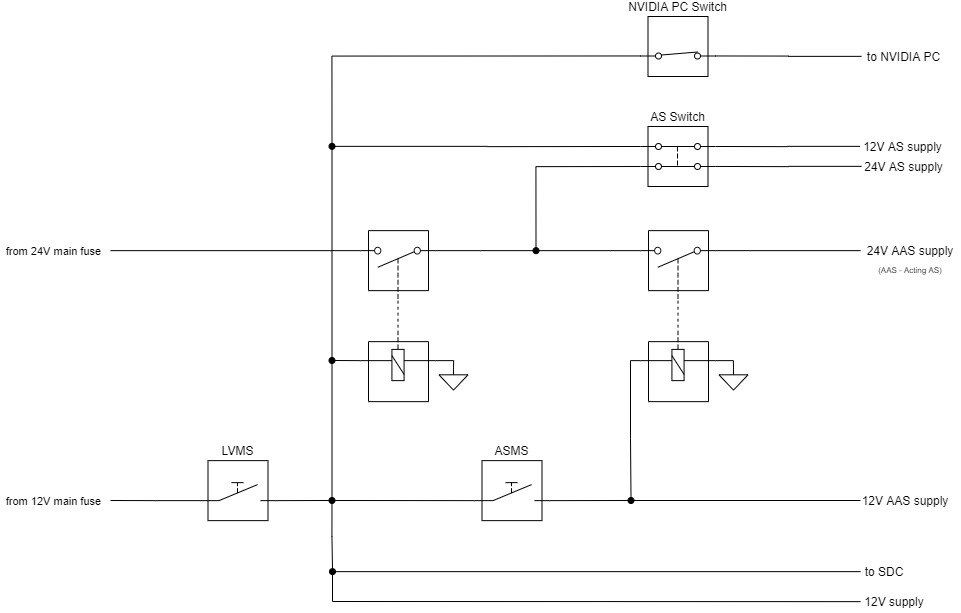 NVIDIA PC Switch
to NVIDIA PC
AS Switch
12V AS supply
24V AS supply
from 24V main fuse
24V AAS supply
(AAS - Acting AS)
LVMS
ASMS
from 12V main fuse
12V AAS supply
to SDC
12V supply